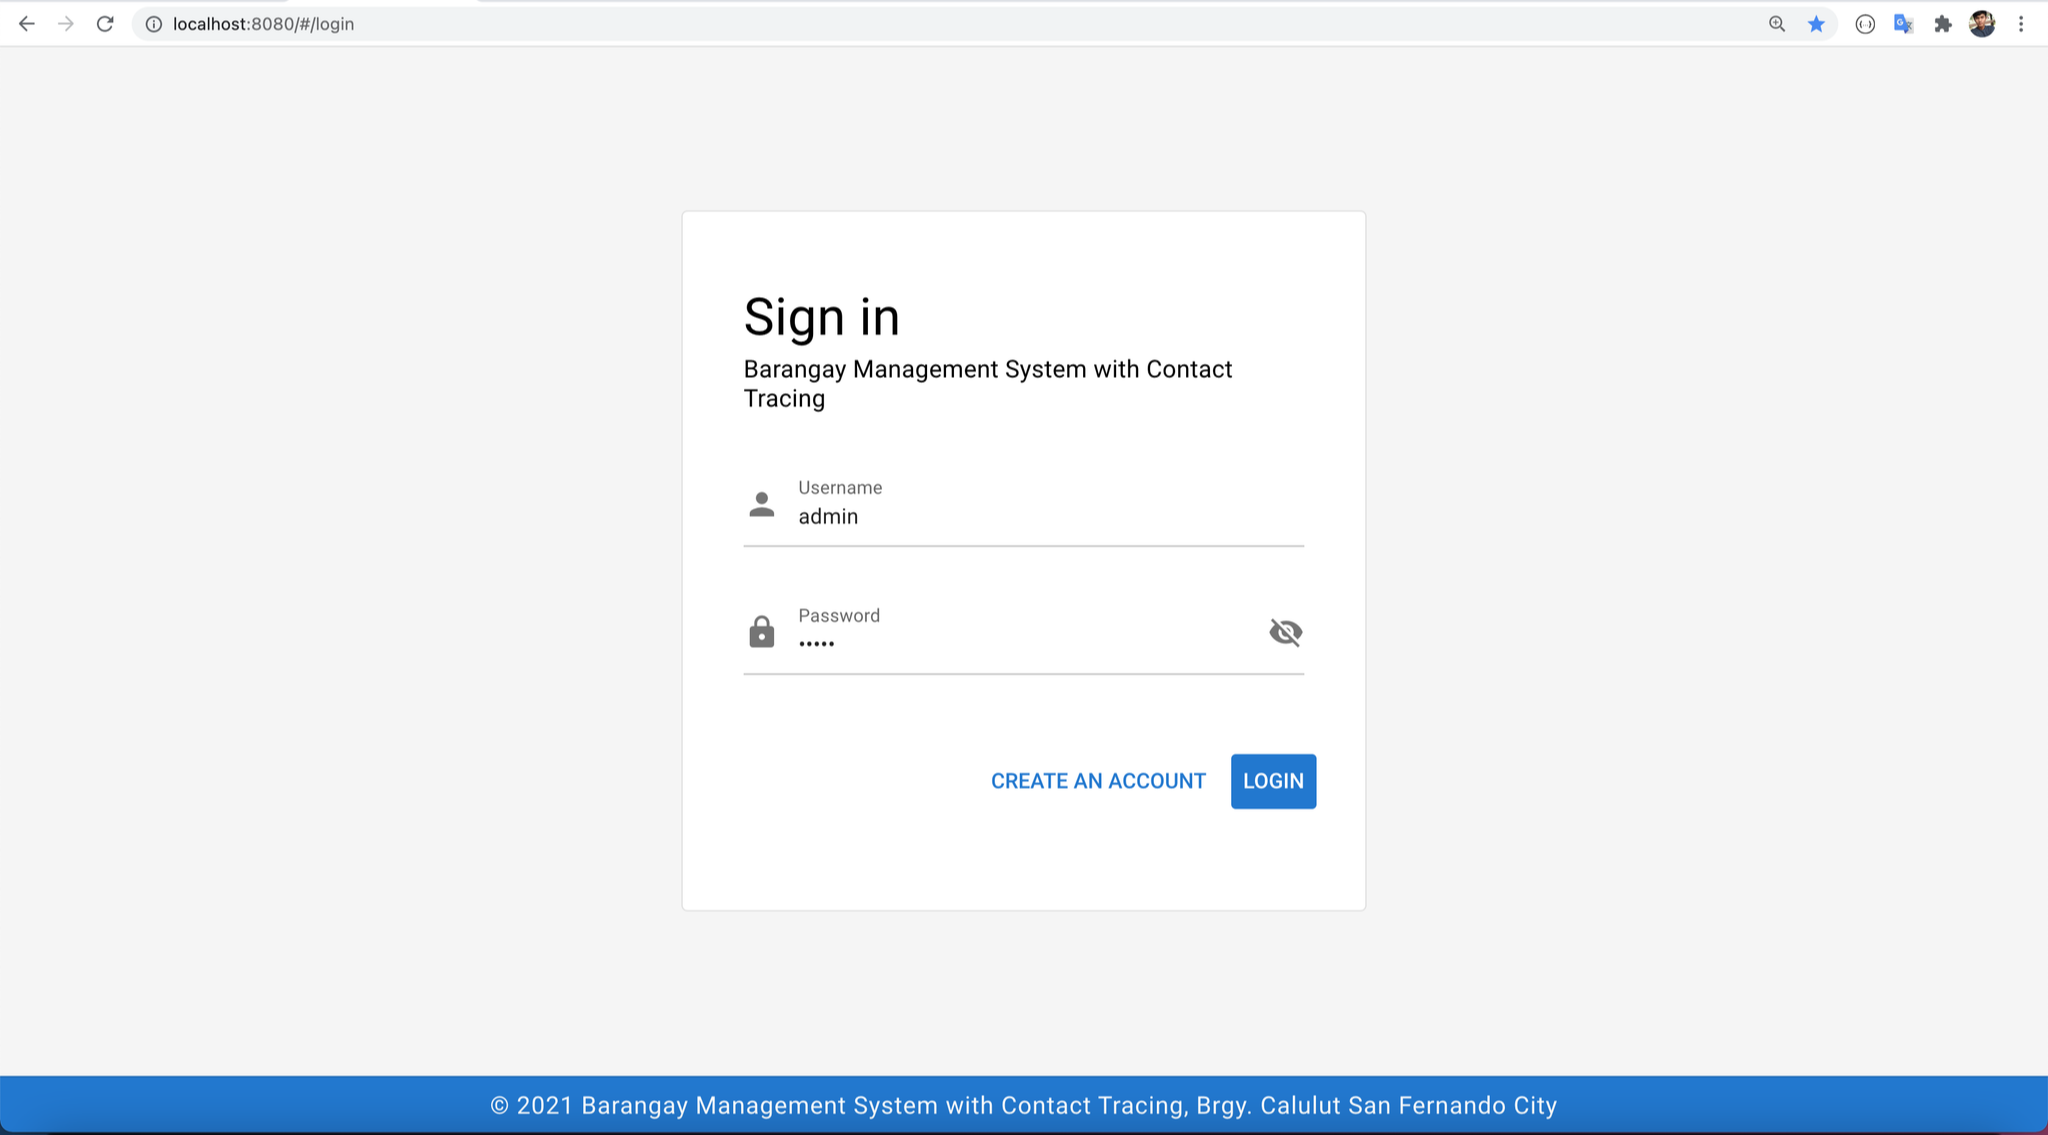 localhost:8080/#/login
Sign in
Barangay Management System with Contact
Tracing
Username
admin
Password
•••••
CREATE AN ACCOUNT LOGIN
© 2021 Barangay Management System with Contact Tracing, Brgy. Calulut San Fernando City